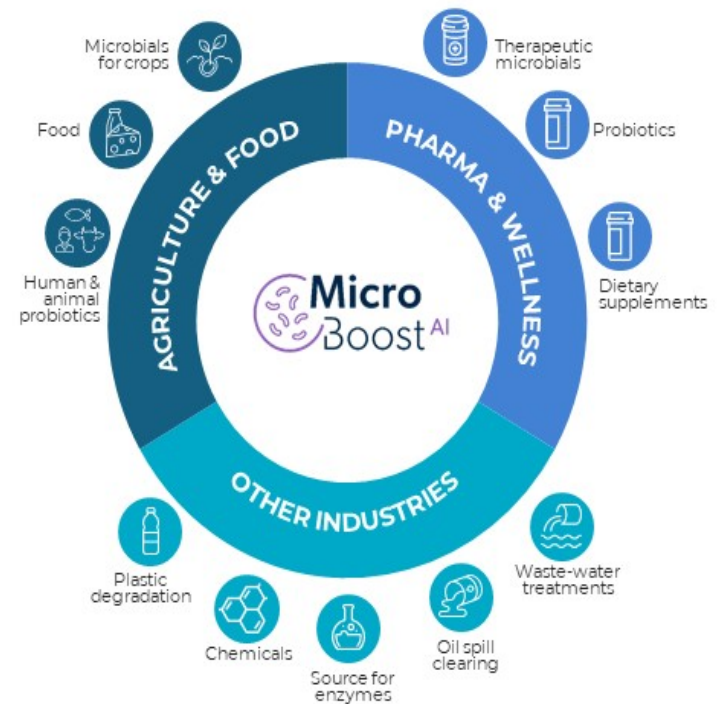 Microbials
for crops
Food
Human &
animal
probiotics
AGRICULTURE & FOOD
Therapeutic
microbials
Probiotics
Dietary
supplements
PHARMA & WELLNESS
Micro
Boost AI
OTHER INDUSTRIES
Plastic
degradation
Chemicals
Source for
enzymes
Oil spill
clearing
Waste-water
treatments